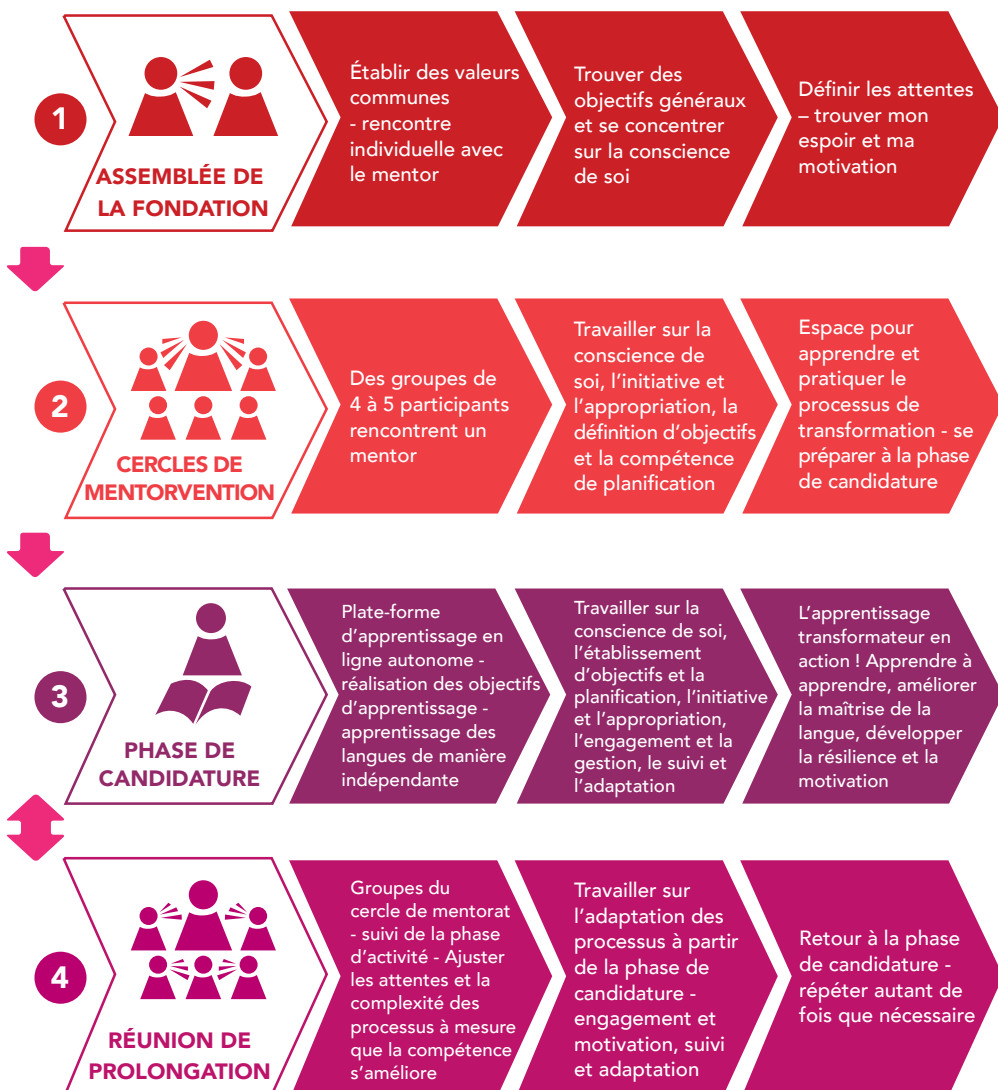 1
ASSEMBLÉE DE
LA FONDATION
Établir des valeurs
communes
- rencontre
individuelle avec
le mentor
Trouver des
objectifs généraux
et se concentrer
sur la conscience
de soi
Définir les attentes
– trouver mon
espoir et ma
motivation
2
CERCLES DE
MENTORVENTION
Des groupes de
4 à 5 participants
rencontrent un
mentor
Travailler sur la
conscience de
soi, l’initiative et
l’appropriation, la
définition d’objectifs
et la compétence
de planification
Espace pour
apprendre et
pratiquer le
processus de
transformation - se
préparer à la phase
de candidature
3
PHASE DE
CANDIDATURE
Plate-forme
d’apprentissage en
ligne autonome -
réalisation des objectifs
d’apprentissage -
apprentissage des
langues de manière
indépendante
Travailler sur la
conscience de soi,
l’établissement
d’objectifs et la
planification, l’initiative
et l’appropriation,
l’engagement et la
gestion, le suivi et
l’adaptation
L’apprentissage
transformateur en
action ! Apprendre à
apprendre, améliorer
la maîtrise de la
langue, développer
la résilience et la
motivation
4
RÉUNION DE
PROLONGATION
Groupes du
cercle de mentorat
- suivi de la phase
d’activité - Ajuster
les attentes et la
complexité des
processus à mesure
que la compétence
s’améliore
Travailler sur
l’adaptation des
processus à partir
de la phase de
candidature -
engagement et
motivation, suivi
et adaptation
Retour à la phase
de candidature -
répéter autant de
fois que nécessaire